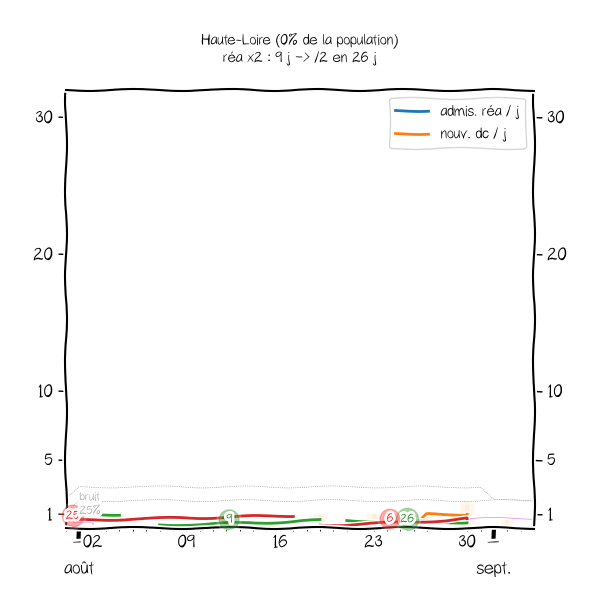 Haute-Loire (0% de la population)
réa x2 : 9 j -> /2 en 26 j
admis. réa / j
nouv. dc / j
30 30
20 20
10 10
5 5
bruit
25%
1 25 9 6 26 1
02 09 16 23 30
août sept.